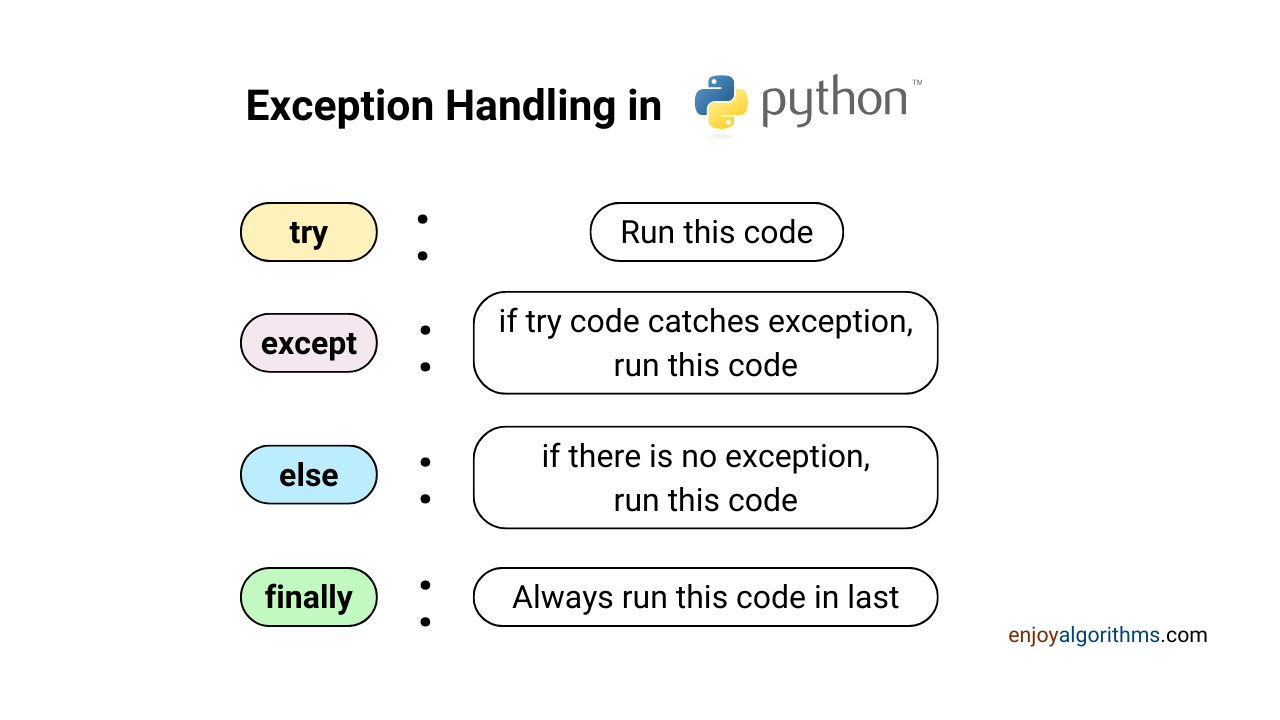 Exception Handling in python™
try : Run this code
except : if try code catches exception,
run this code
else : if there is no exception,
run this code
finally : Always run this code in last
enjoyalgorithms.com